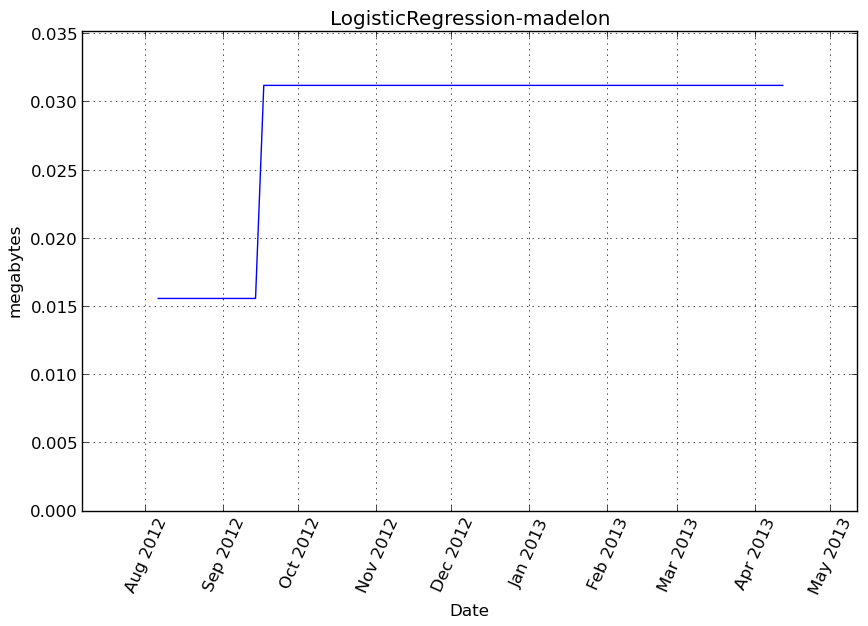 LogisticRegression-madelon
0.035
0.030
0.025
0.020
0.015
0.010
0.005
0.000
megabytes
Aug 2012
Sep 2012
Oct 2012
Nov 2012
Dec 2012
Jan 2013
Feb 2013
Mar 2013
Apr 2013
May 2013
Date